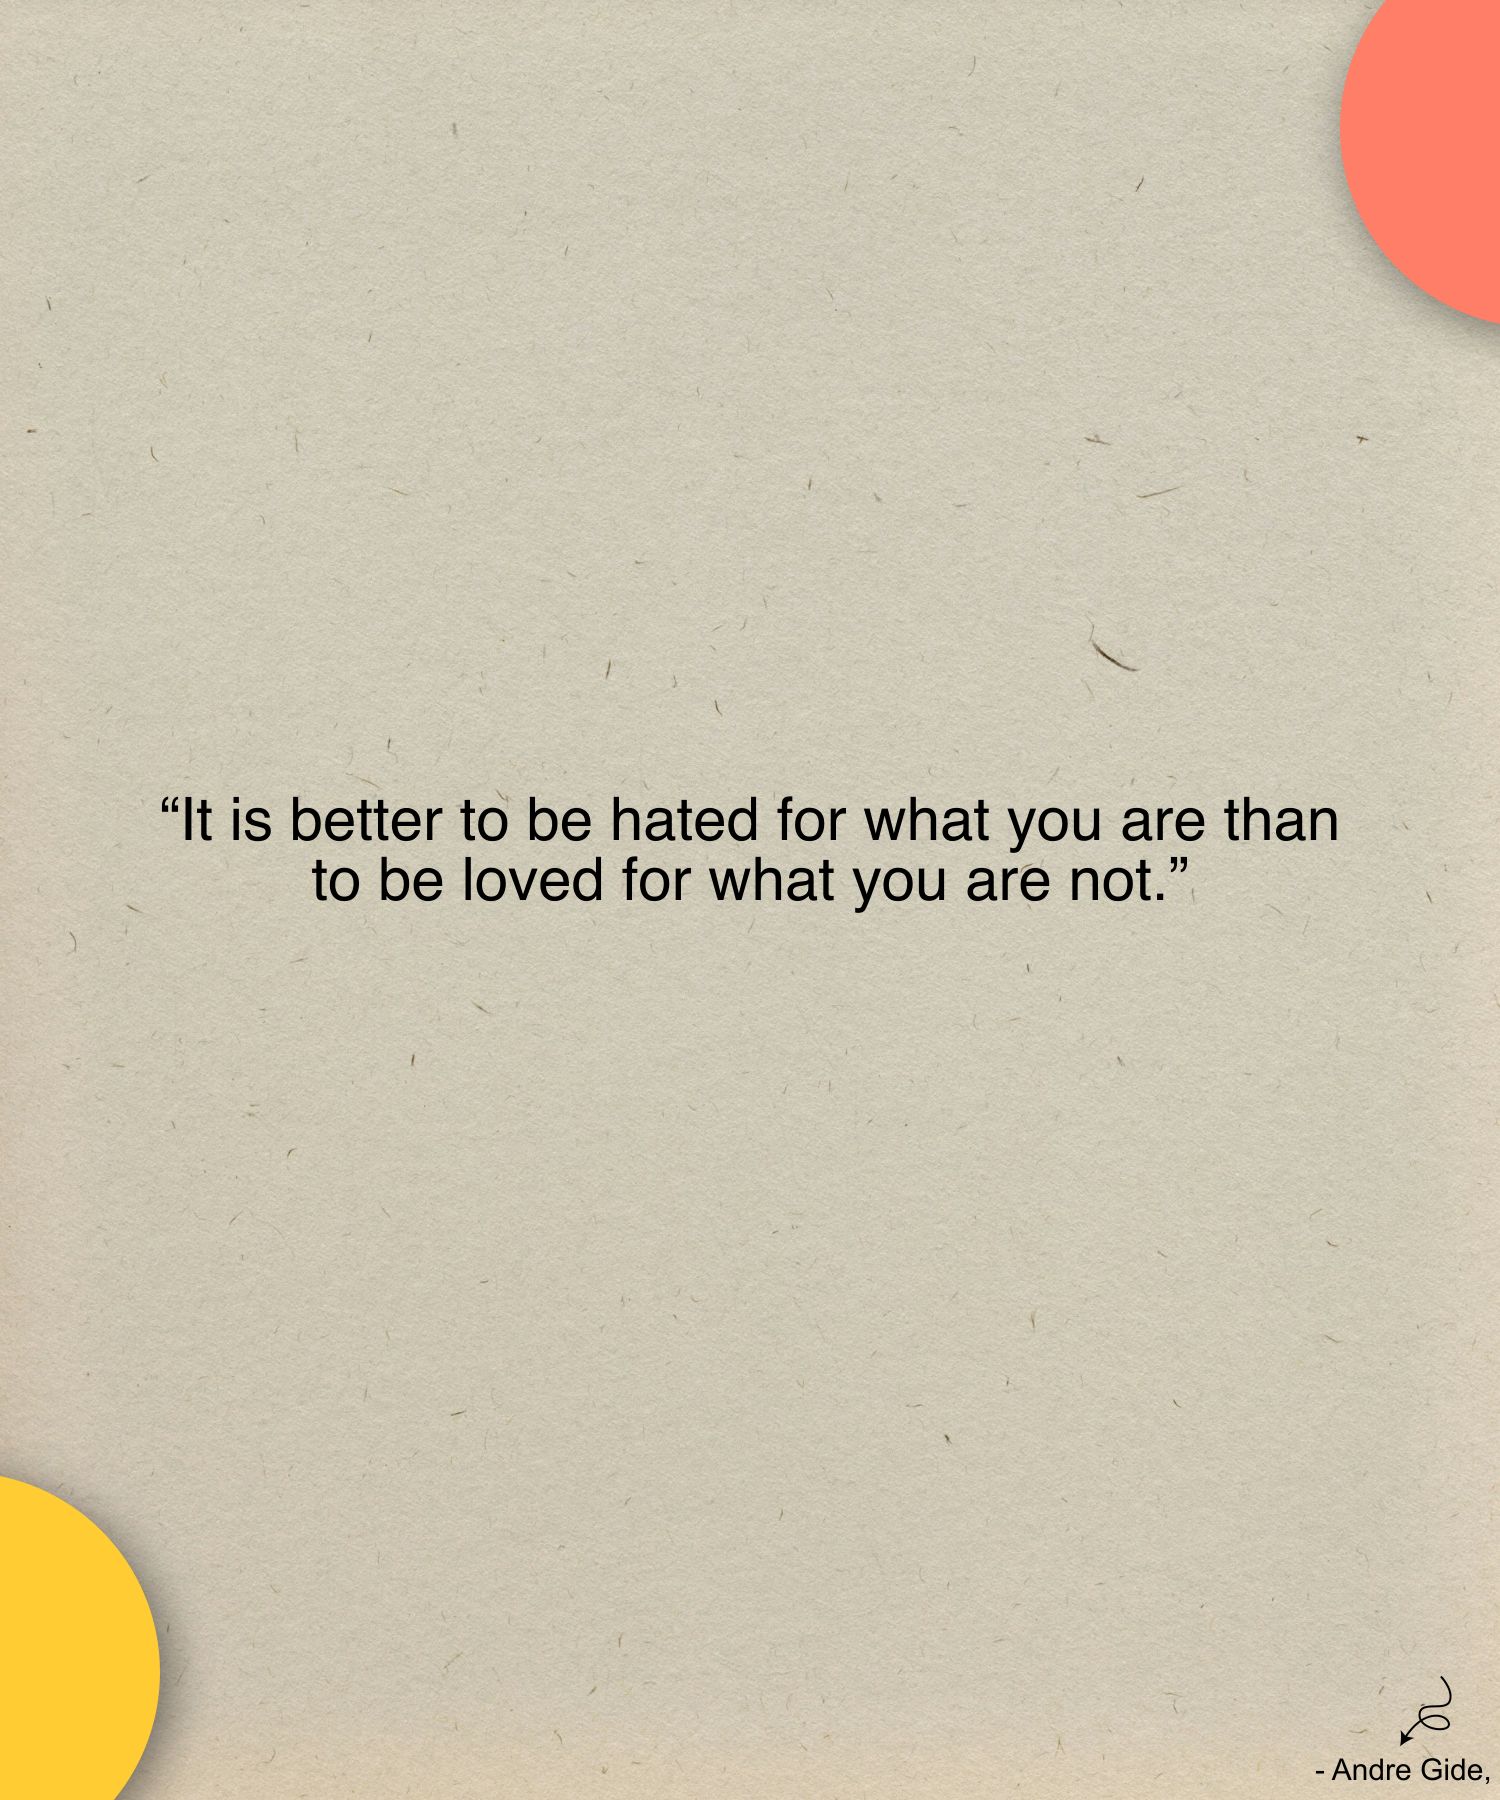 “It is better to be hated for what you are than
to be loved for what you are not.”
- Andre Gide,